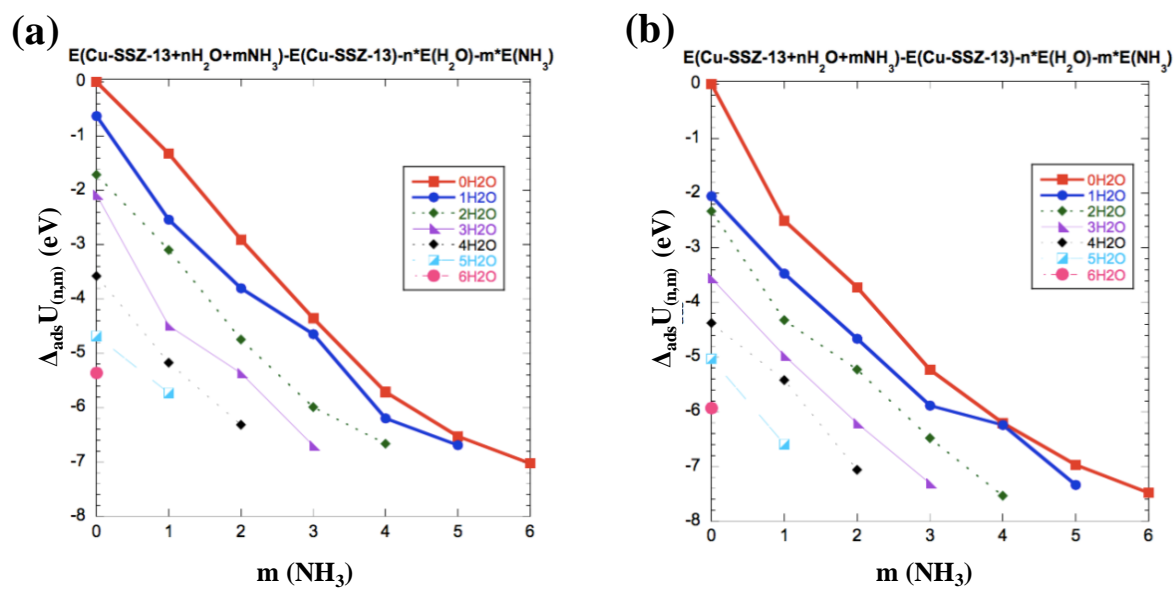 (a)
E(Cu-SSZ-13+nH₂O+mNH₃)-E(Cu-SSZ-13)-n*E(H₂O)-m*E(NH₃)
0
-1
-2
-3
-4
-5
-6
-7
-8
ΔadsU(n,m) (eV)
0H2O
1H2O
2H2O
3H2O
4H2O
5H2O
6H2O
0 1 2 3 4 5 6
m (NH₃)
(b)
E(Cu-SSZ-13+nH₂O+mNH₃)-E(Cu-SSZ-13)-n*E(H₂O)-m*E(NH₃)
0
-1
-2
-3
-4
-5
-6
-7
-8
ΔadsU(n,m) (eV)
0H2O
1H2O
2H2O
3H2O
4H2O
5H2O
6H2O
0 1 2 3 4 5 6
m (NH₃)